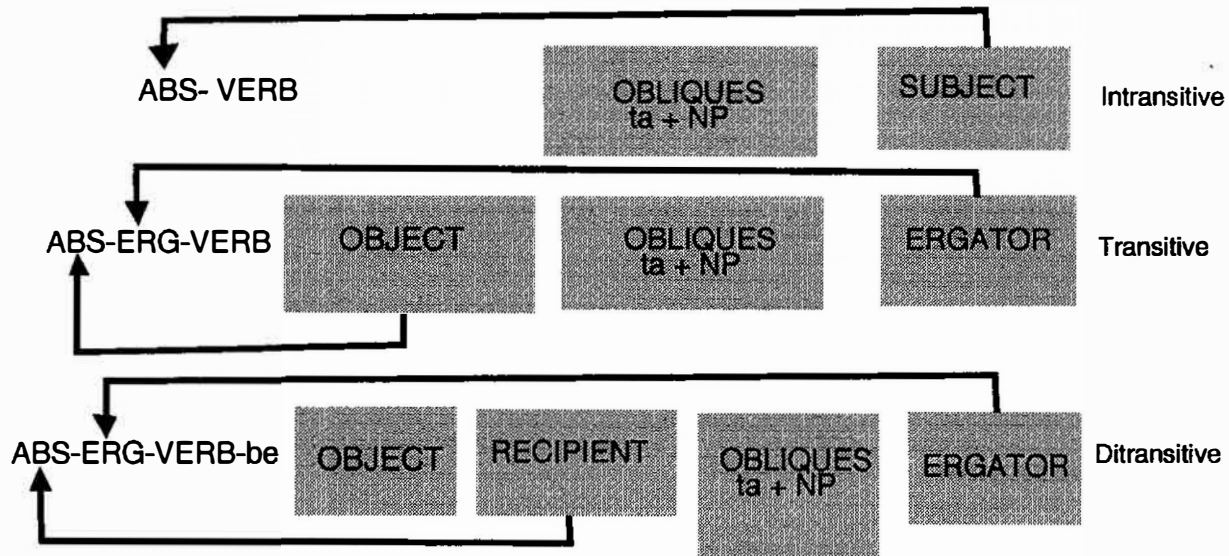 ABS- VERB OBLIQUES SUBJECT Intransitive
ta + NP
ABS-ERG-VERB OBJECT OBLIQUES ERGATOR Transitive
ta + NP
ABS-ERG-VERB-be OBJECT RECIPIENT OBLIQUES ERGATOR Ditransitive
ta + NP